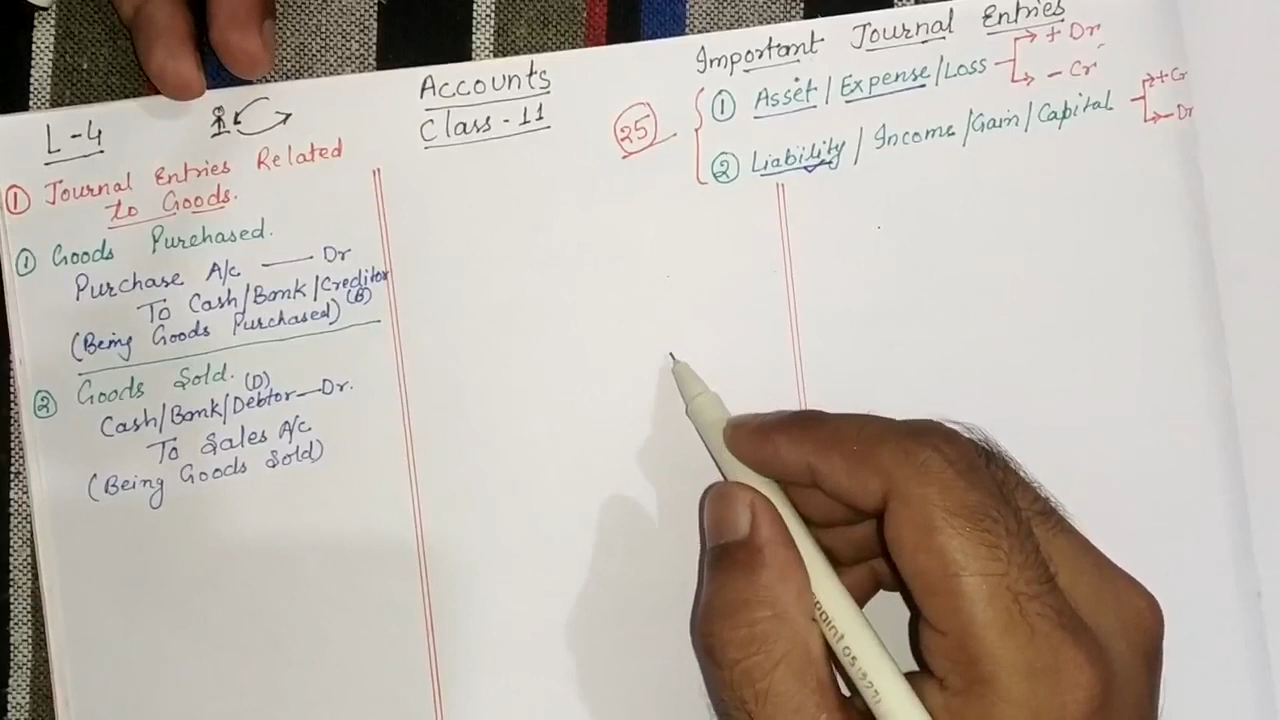 Accounts
Class-11
Important Journal Entries
25
① Asset / Expense / Loss → + Dr
→ - Cr
② Liability / Income / Gain / Capital → + Cr
→ - Dr
L-4
① Journal Entries Related
to Goods.
① Goods Purchased.
Purchase A/c — Dr
To Cash/Bank/Creditor
(B)
(Being Goods Purchased)
② Goods Sold.
(D)
Cash/Bank/Debtor—Dr.
To Sales A/c
(Being Goods Sold)